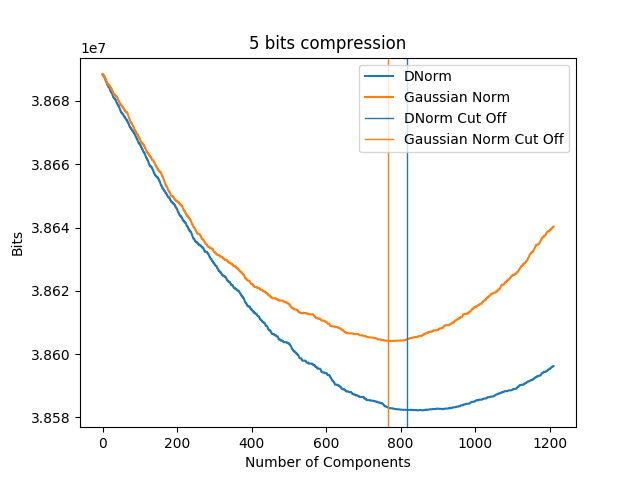 5 bits compression
1e7
DNorm
Gaussian Norm
DNorm Cut Off
Gaussian Norm Cut Off
3.868
3.866
3.864
3.862
3.860
3.858
Bits
0 200 400 600 800 1000 1200
Number of Components